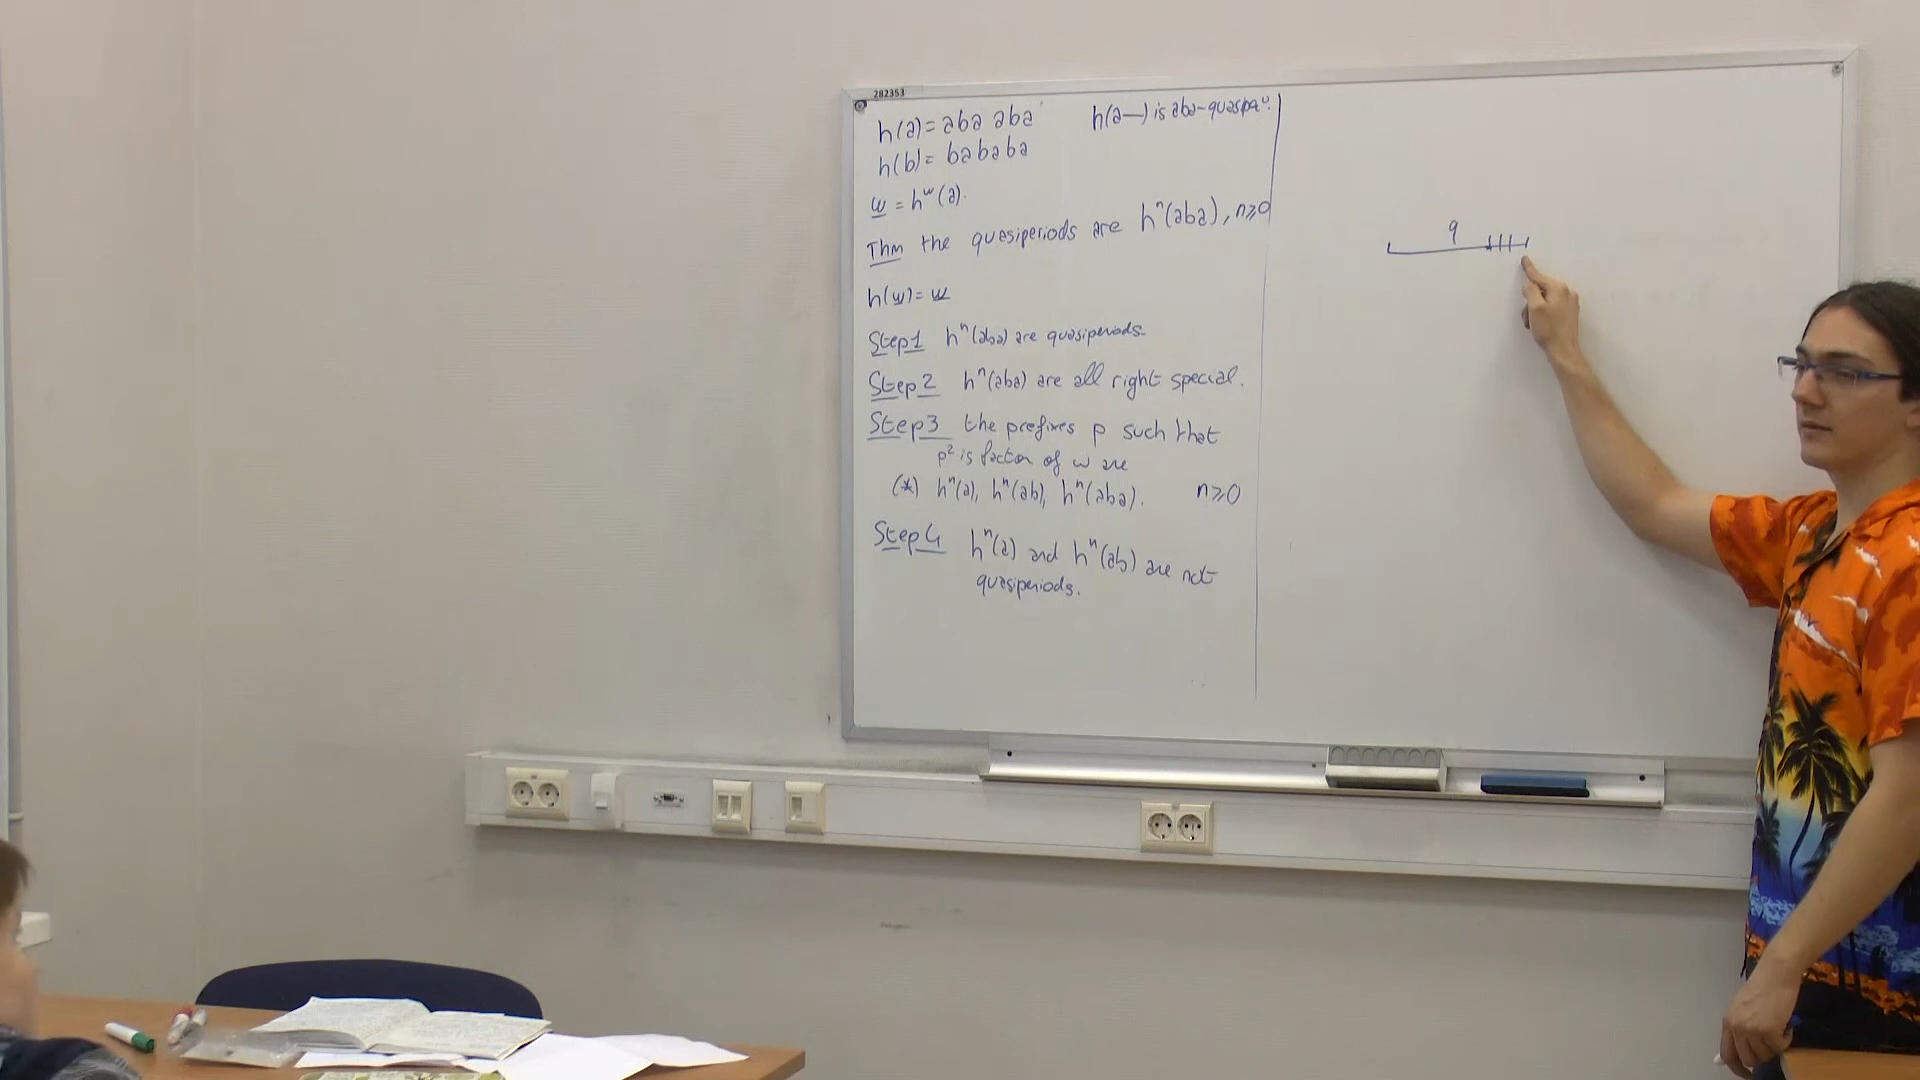 282353
h(a) = aba aba
h(a—) is aba-quasipa
h(b) = bababa
w = h^ω(a).
Thm the quasiperiods are h^n(aba), n⩾0
h(w) = w
Step1 h^n(aba) are quasiperiods.
Step2 h^n(aba) are all right special.
Step3 the prefixes p such that
p² is factor of w are
(*) h^n(a), h^n(ab), h^n(aba). n⩾0
Step4 h^n(a) and h^n(ab) are not
quasiperiods.
q